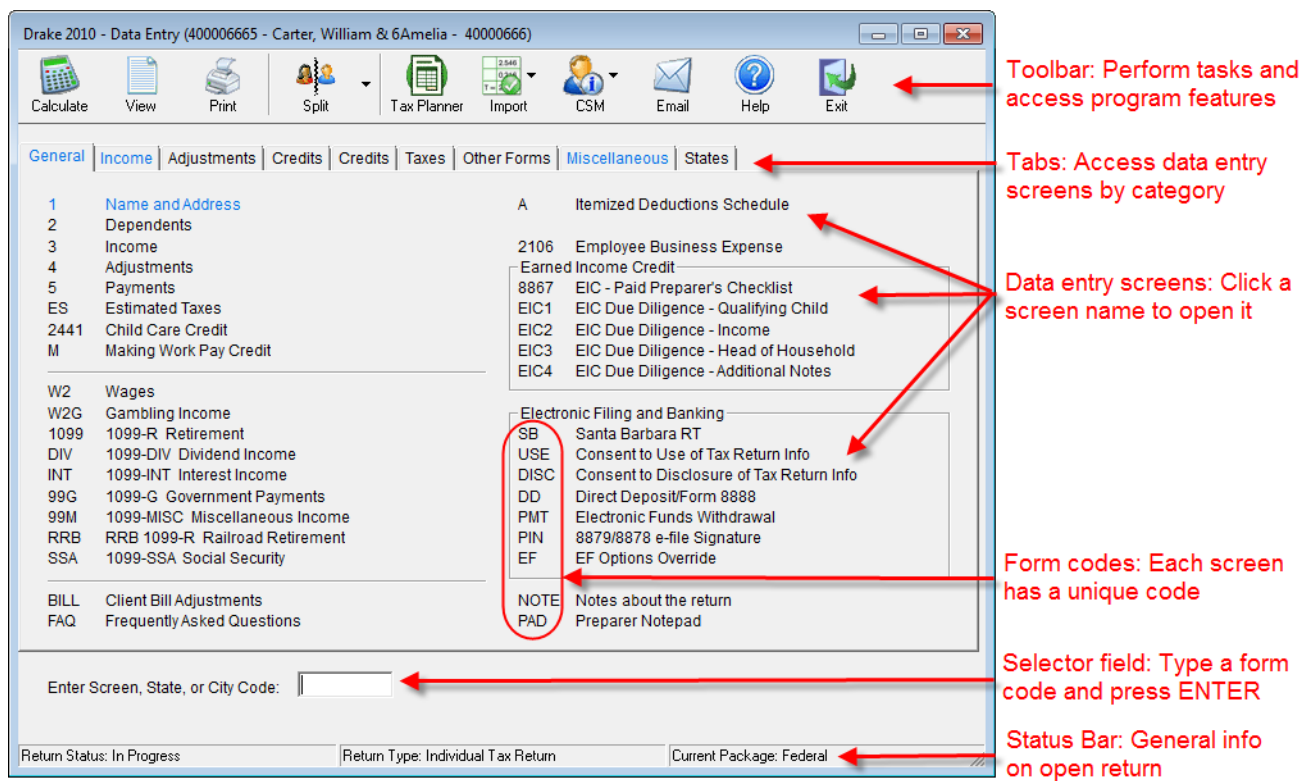 Drake 2010 - Data Entry (400006665 - Carter, William & 6Amelia - 40000666)
Calculate View Print Split Tax Planner Import CSM Email Help Exit
Toolbar: Perform tasks and
access program features
General Income Adjustments Credits Credits Taxes Other Forms Miscellaneous States
Tabs: Access data entry
screens by category
1 Name and Address
2 Dependents
3 Income
4 Adjustments
5 Payments
ES Estimated Taxes
2441 Child Care Credit
M Making Work Pay Credit
W2 Wages
W2G Gambling Income
1099 1099-R Retirement
DIV 1099-DIV Dividend Income
INT 1099-INT Interest Income
99G 1099-G Government Payments
99M 1099-MISC Miscellaneous Income
RRB RRB 1099-R Railroad Retirement
SSA 1099-SSA Social Security
BILL Client Bill Adjustments
FAQ Frequently Asked Questions
A Itemized Deductions Schedule
2106 Employee Business Expense
Earned Income Credit
8867 EIC - Paid Preparer's Checklist
EIC1 EIC Due Diligence - Qualifying Child
EIC2 EIC Due Diligence - Income
EIC3 EIC Due Diligence - Head of Household
EIC4 EIC Due Diligence - Additional Notes
Electronic Filing and Banking
SB Santa Barbara RT
USE Consent to Use of Tax Return Info
DISC Consent to Disclosure of Tax Return Info
DD Direct Deposit/Form 8888
PMT Electronic Funds Withdrawal
PIN 8879/8878 e-file Signature
EF EF Options Override
NOTE Notes about the return
PAD Preparer Notepad
Data entry screens: Click a
screen name to open it
Form codes: Each screen
has a unique code
Enter Screen, State, or City Code:
Selector field: Type a form
code and press ENTER
Return Status: In Progress Return Type: Individual Tax Return Current Package: Federal
Status Bar: General info
on open return